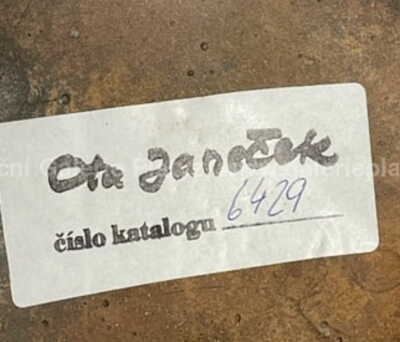 Ota Janeček
číslo katalogu 6429